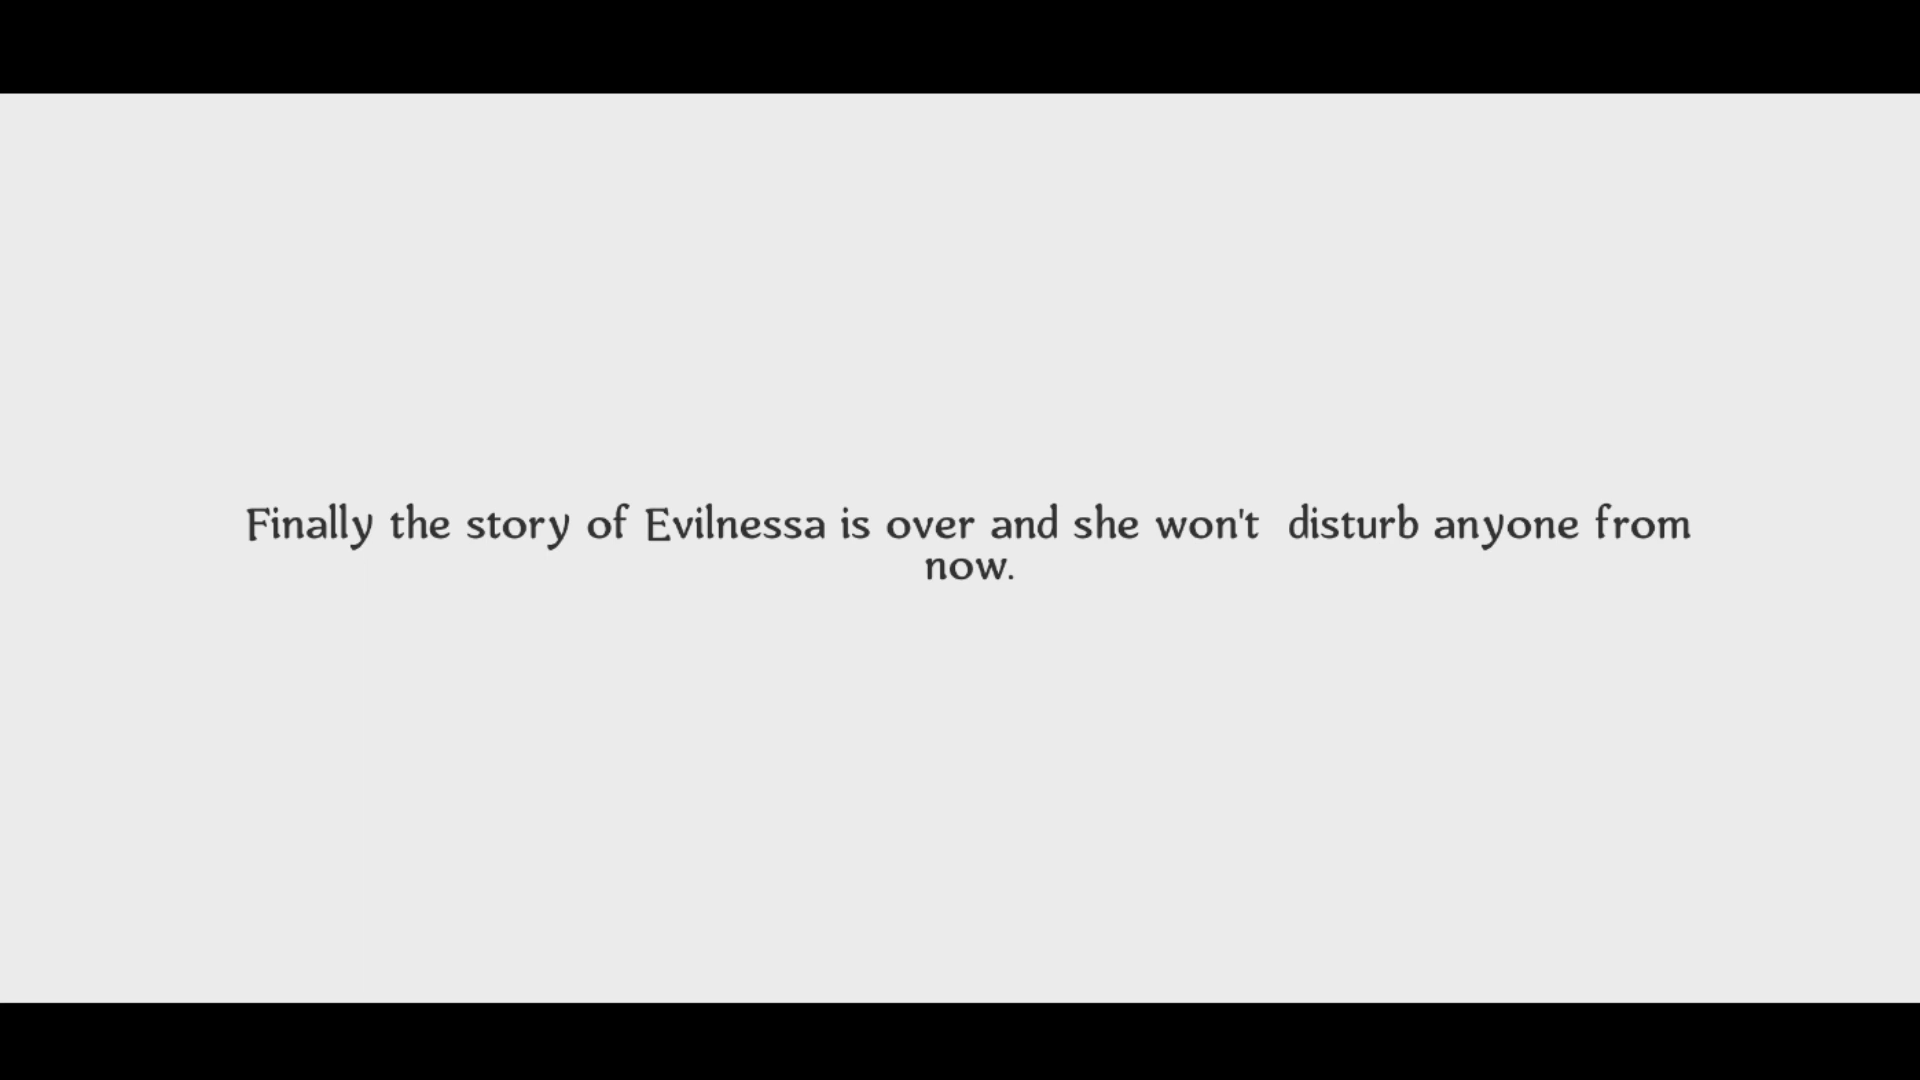 Finally the story of Evilnessa is over and she won't  disturb anyone from
now.